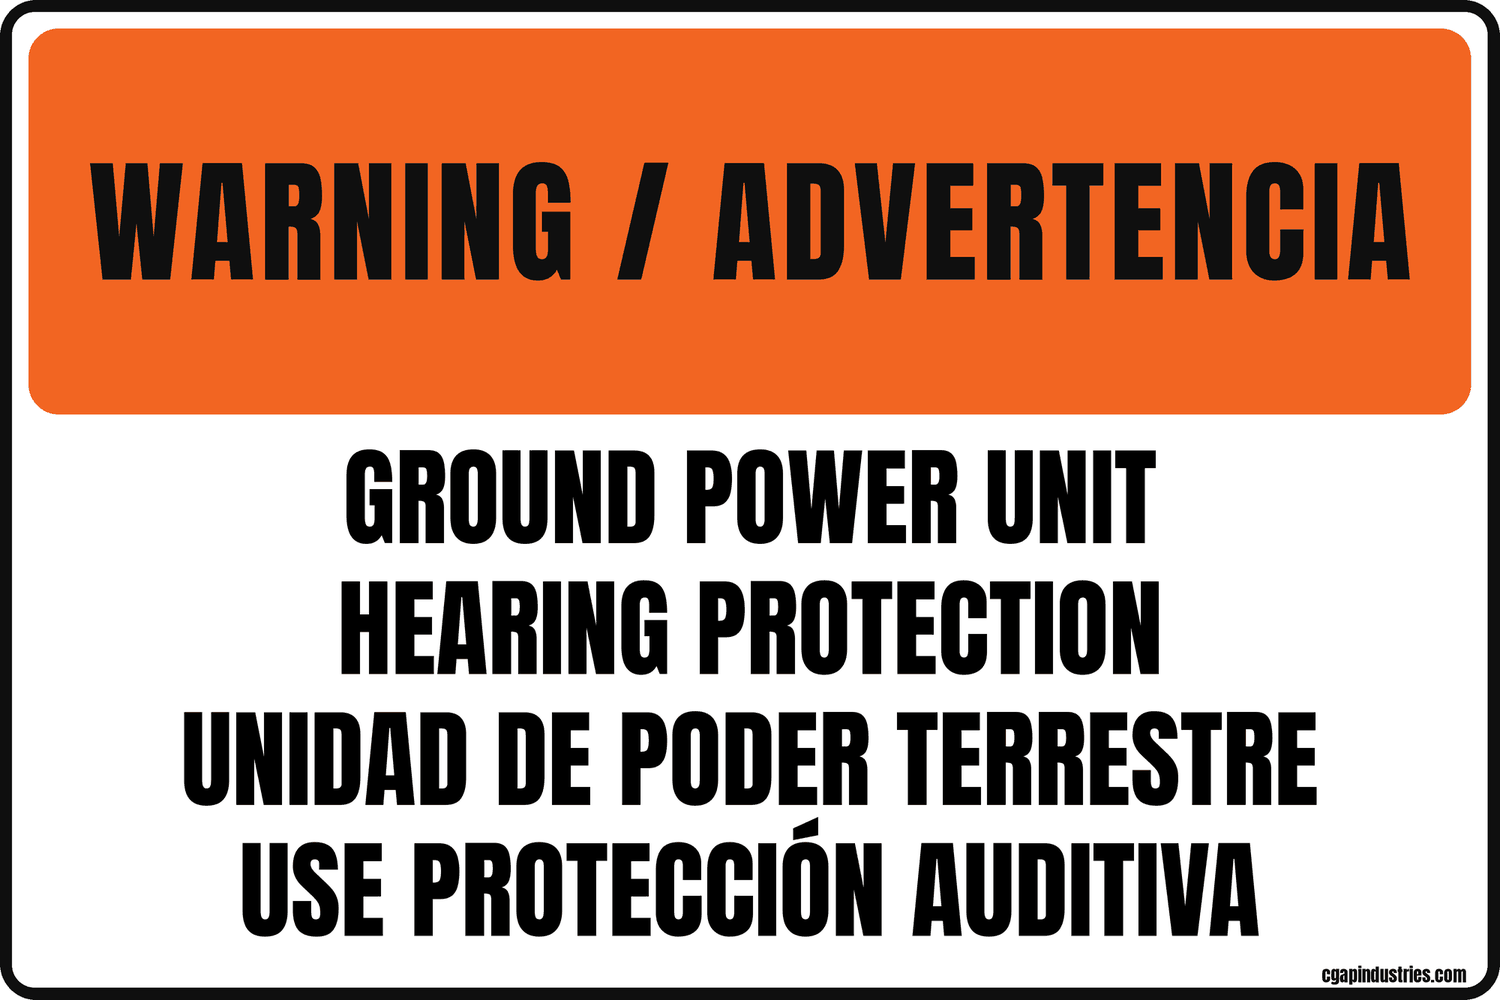 WARNING / ADVERTENCIA
GROUND POWER UNIT
HEARING PROTECTION
UNIDAD DE PODER TERRESTRE
USE PROTECCIÓN AUDITIVA
cgapindustries.com